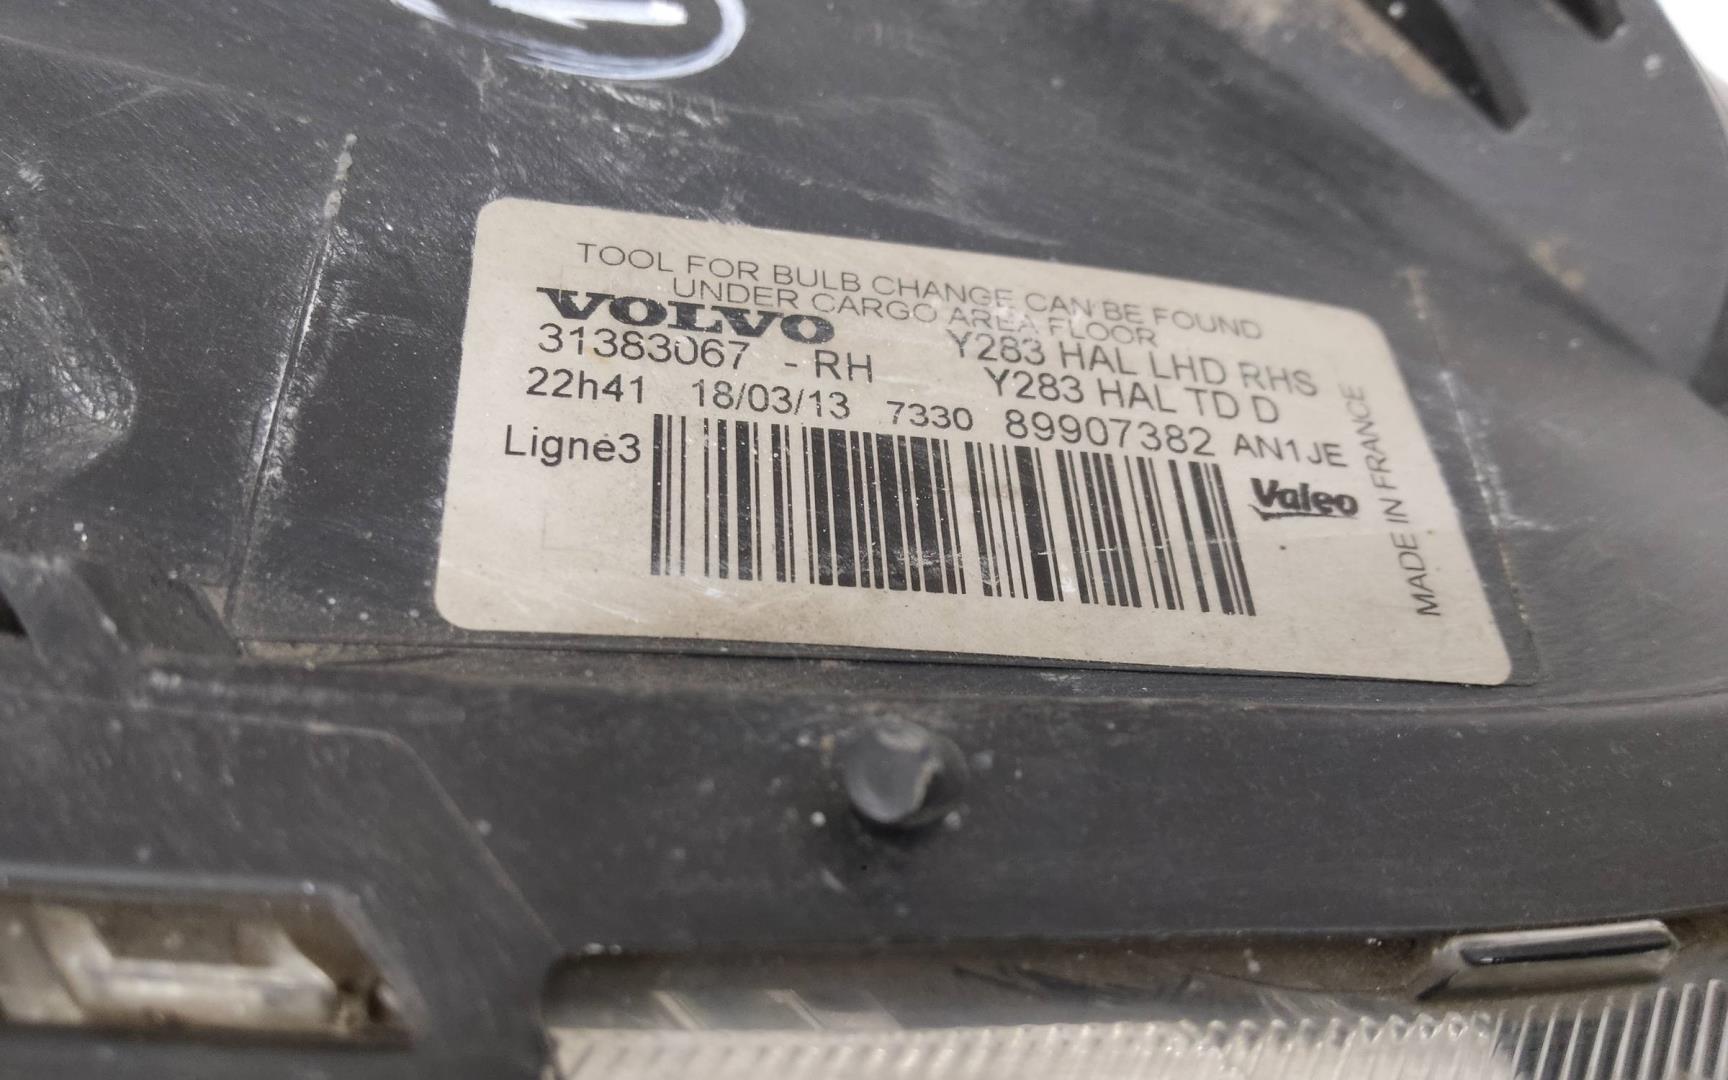 TOOL FOR BULB CHANGE CAN BE FOUND
UNDER CARGO AREA FLOOR
VOLVO
31383067 - RH Y283 HAL LHD RHS
Y283 HAL TD D
22h41 18/03/13 7330 89907382 AN1JE
Ligne3
Valeo
MADE IN FRANCE